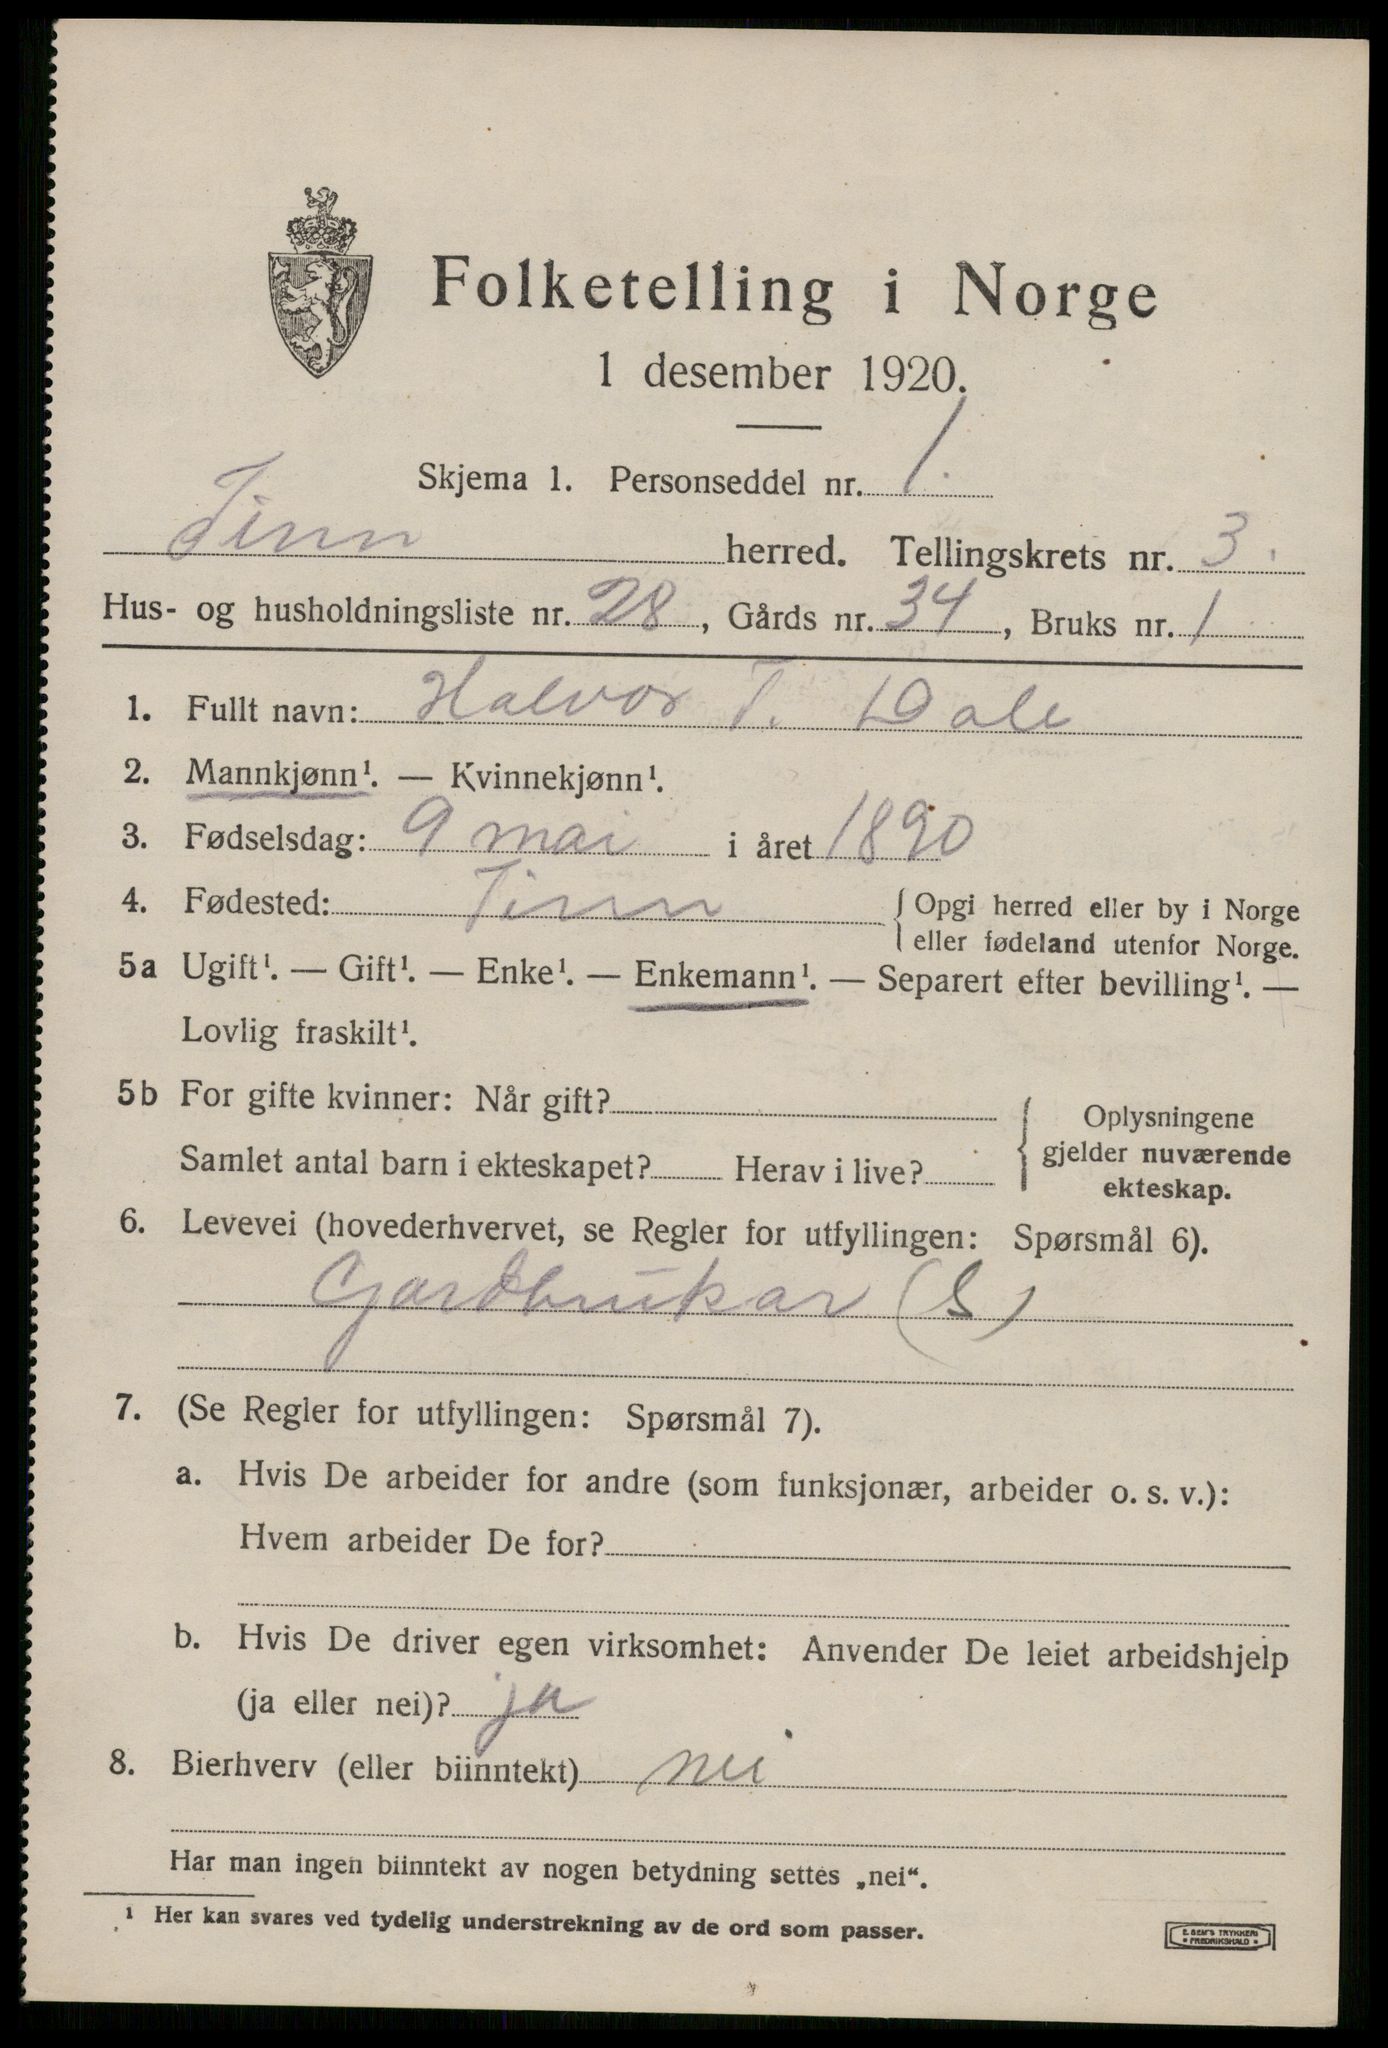 Folketelling i Norge
1 desember 1920.
Skjema 1. Personseddel nr. 1.
Tinn herred. Tellingskrets nr. 3.
Hus- og husholdningsliste nr. 28, Gårds nr. 34, Bruks nr. 1
1. Fullt navn: Halvor T. Dale
2. Mannkjønn¹. — Kvinnekjønn¹.
3. Fødselsdag: 9 mai i året 1890
4. Fødested: Tinn { Opgi herred eller by i Norge
eller fødeland utenfor Norge.
5a Ugift¹. — Gift¹. — Enke¹. — Enkemann¹. — Separert efter bevilling¹. —
Lovlig fraskilt¹.
5b For gifte kvinner: Når gift?
Samlet antal barn i ekteskapet? Herav i live?
{ Oplysningene
gjelder nuværende
ekteskap.
6. Levevei (hovederhvervet, se Regler for utfyllingen: Spørsmål 6).
Gardbrukar (S)
7. (Se Regler for utfyllingen: Spørsmål 7).
a. Hvis De arbeider for andre (som funksjonær, arbeider o. s. v.):
Hvem arbeider De for?
b. Hvis De driver egen virksomhet: Anvender De leiet arbeidshjelp
(ja eller nei)? ja
8. Bierhverv (eller biinntekt) nei
Har man ingen biinntekt av nogen betydning settes „nei“.
¹ Her kan svares ved tydelig understrekning av de ord som passer.
E. SEM'S TRYKKERI
• FREDRIKSHALD •